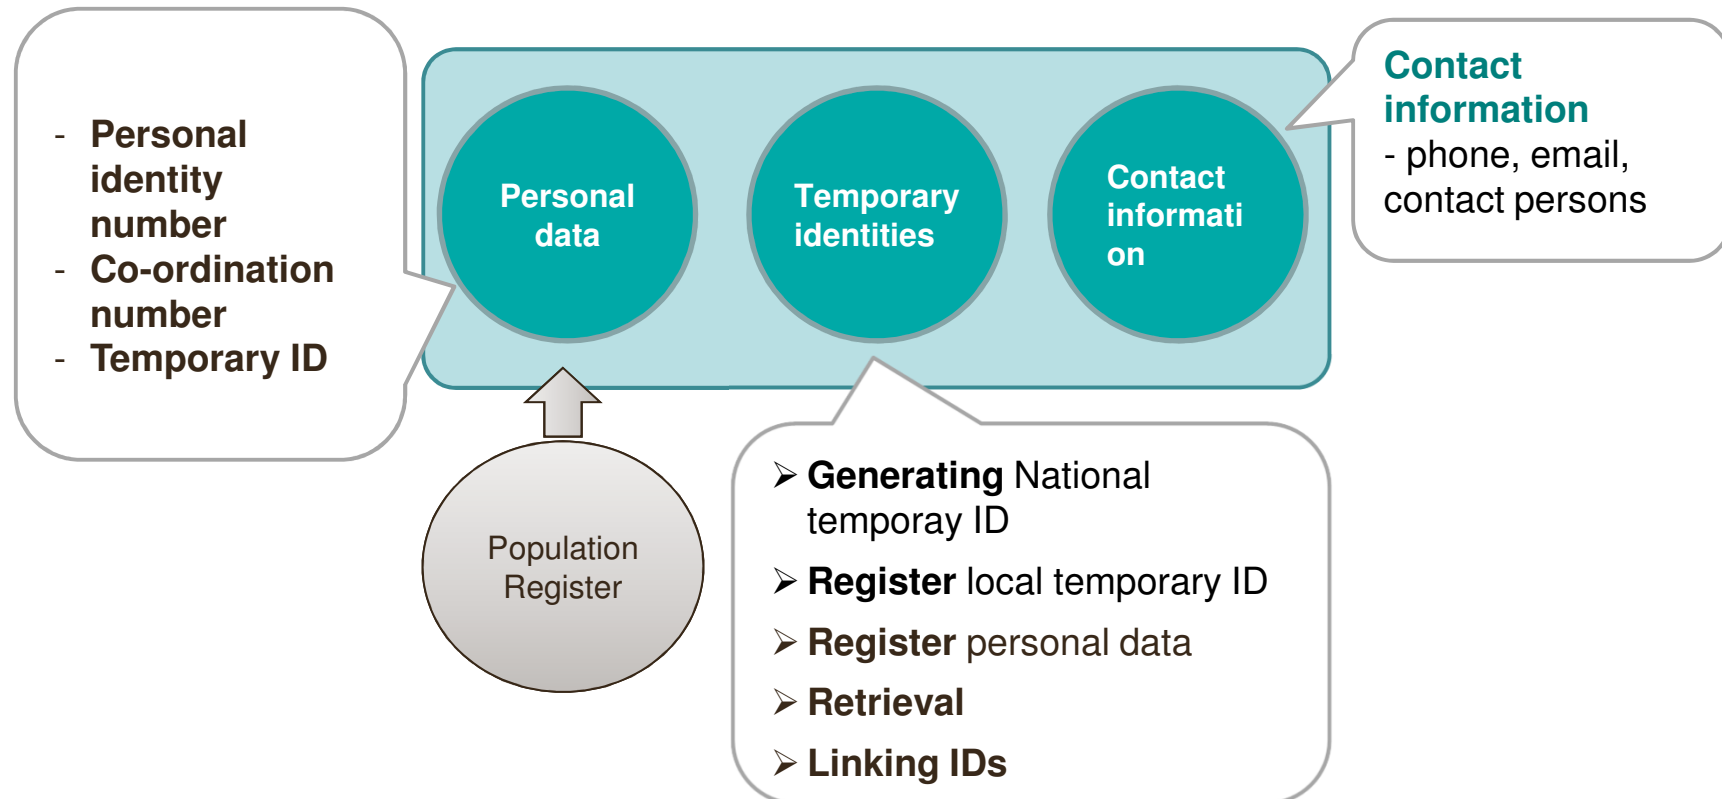 - Personal
identity
number
- Co-ordination
number
- Temporary ID
Personal
data
Temporary
identities
Contact
informati
on
Contact
information
- phone, email,
contact persons
Population
Register
➢ Generating National
temporay ID
➢ Register local temporary ID
➢ Register personal data
➢ Retrieval
➢ Linking IDs